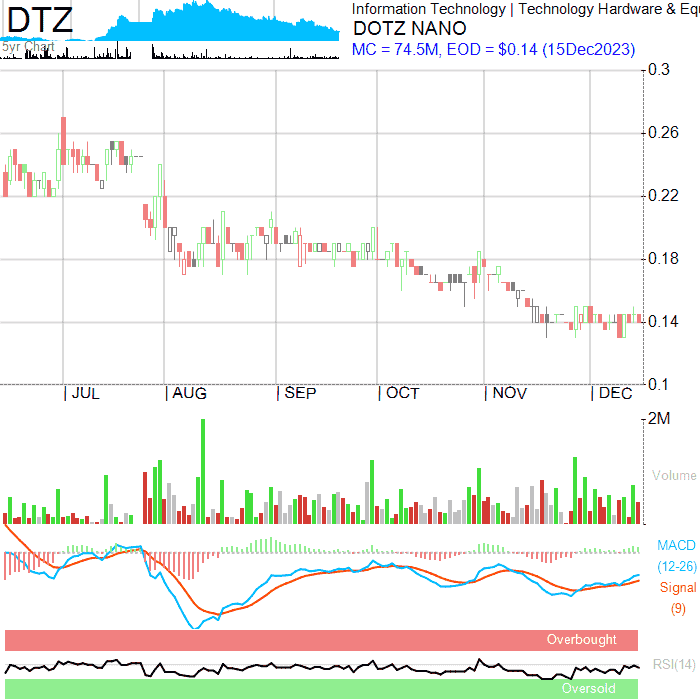 DTZ
5yr Chart
Information Technology | Technology Hardware & Equ
DOTZ NANO
MC = 74.5M, EOD = $0.14 (15Dec2023)
0.3
0.26
0.22
0.18
0.14
0.1
| JUL | AUG | SEP | OCT | NOV | DEC
2M
Volume
MACD
(12-26)
Signal
(9)
Overbought
RSI(14)
Oversold